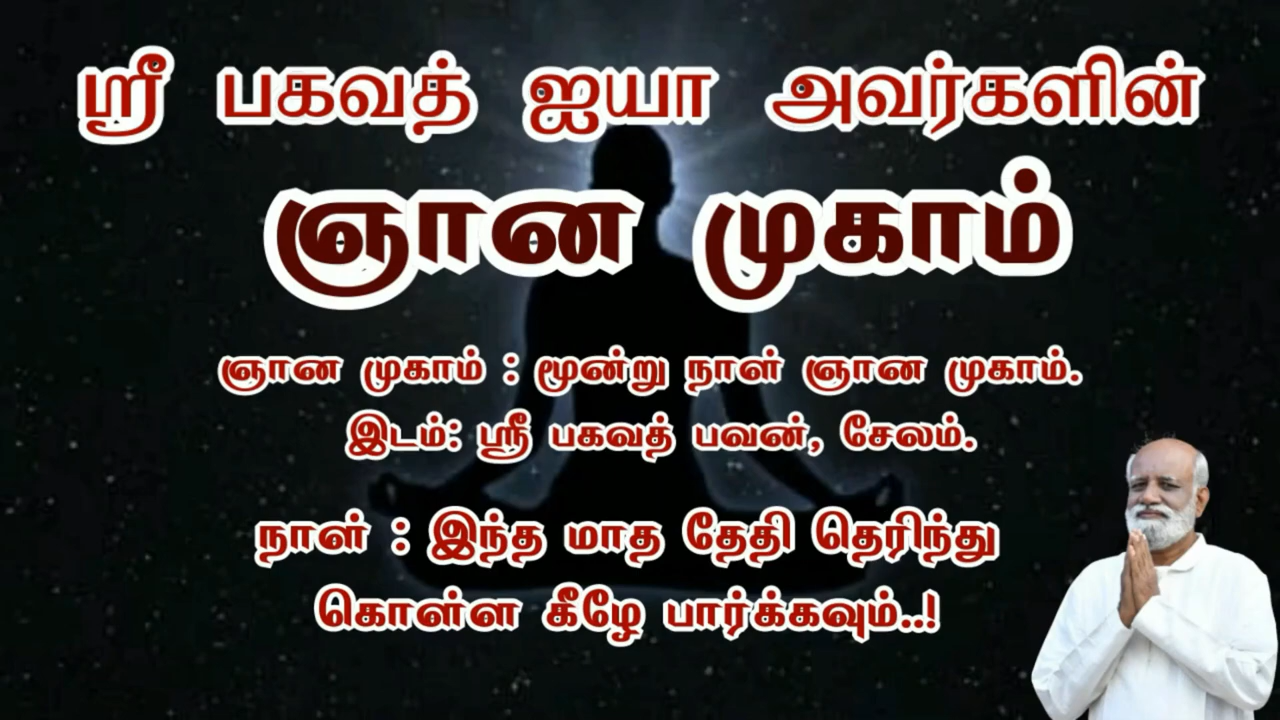 ஸ்ரீ பகவத் ஐயா அவர்களின்
ஞான முகாம்
ஞான முகாம் : மூன்று நாள் ஞான முகாம்.
இடம்: ஸ்ரீ பகவத் பவன், சேலம்.
நாள் : இந்த மாத தேதி தெரிந்து
கொள்ள கீழே பார்க்கவும்..!